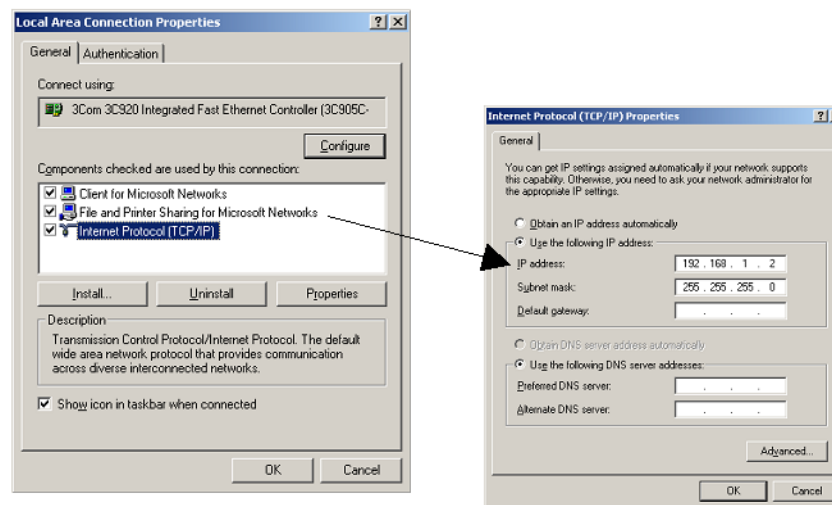 Local Area Connection Properties
General Authentication
Connect using:
3Com 3C920 Integrated Fast Ethernet Controller (3C905C-
Configure
Components checked are used by this connection:
Client for Microsoft Networks
File and Printer Sharing for Microsoft Networks
Internet Protocol (TCP/IP)
Install... Uninstall Properties
Description
Transmission Control Protocol/Internet Protocol. The default
wide area network protocol that provides communication
across diverse interconnected networks.
Show icon in taskbar when connected
OK Cancel
Internet Protocol (TCP/IP) Properties
General
You can get IP settings assigned automatically if your network supports
this capability. Otherwise, you need to ask your network administrator for
the appropriate IP settings.
Obtain an IP address automatically
Use the following IP address:
IP address: 192 . 168 . 1 . 2
Subnet mask: 255 . 255 . 255 . 0
Default gateway: . . .
Obtain DNS server address automatically
Use the following DNS server addresses:
Preferred DNS server: . . .
Alternate DNS server: . . .
Advanced...
OK Cancel